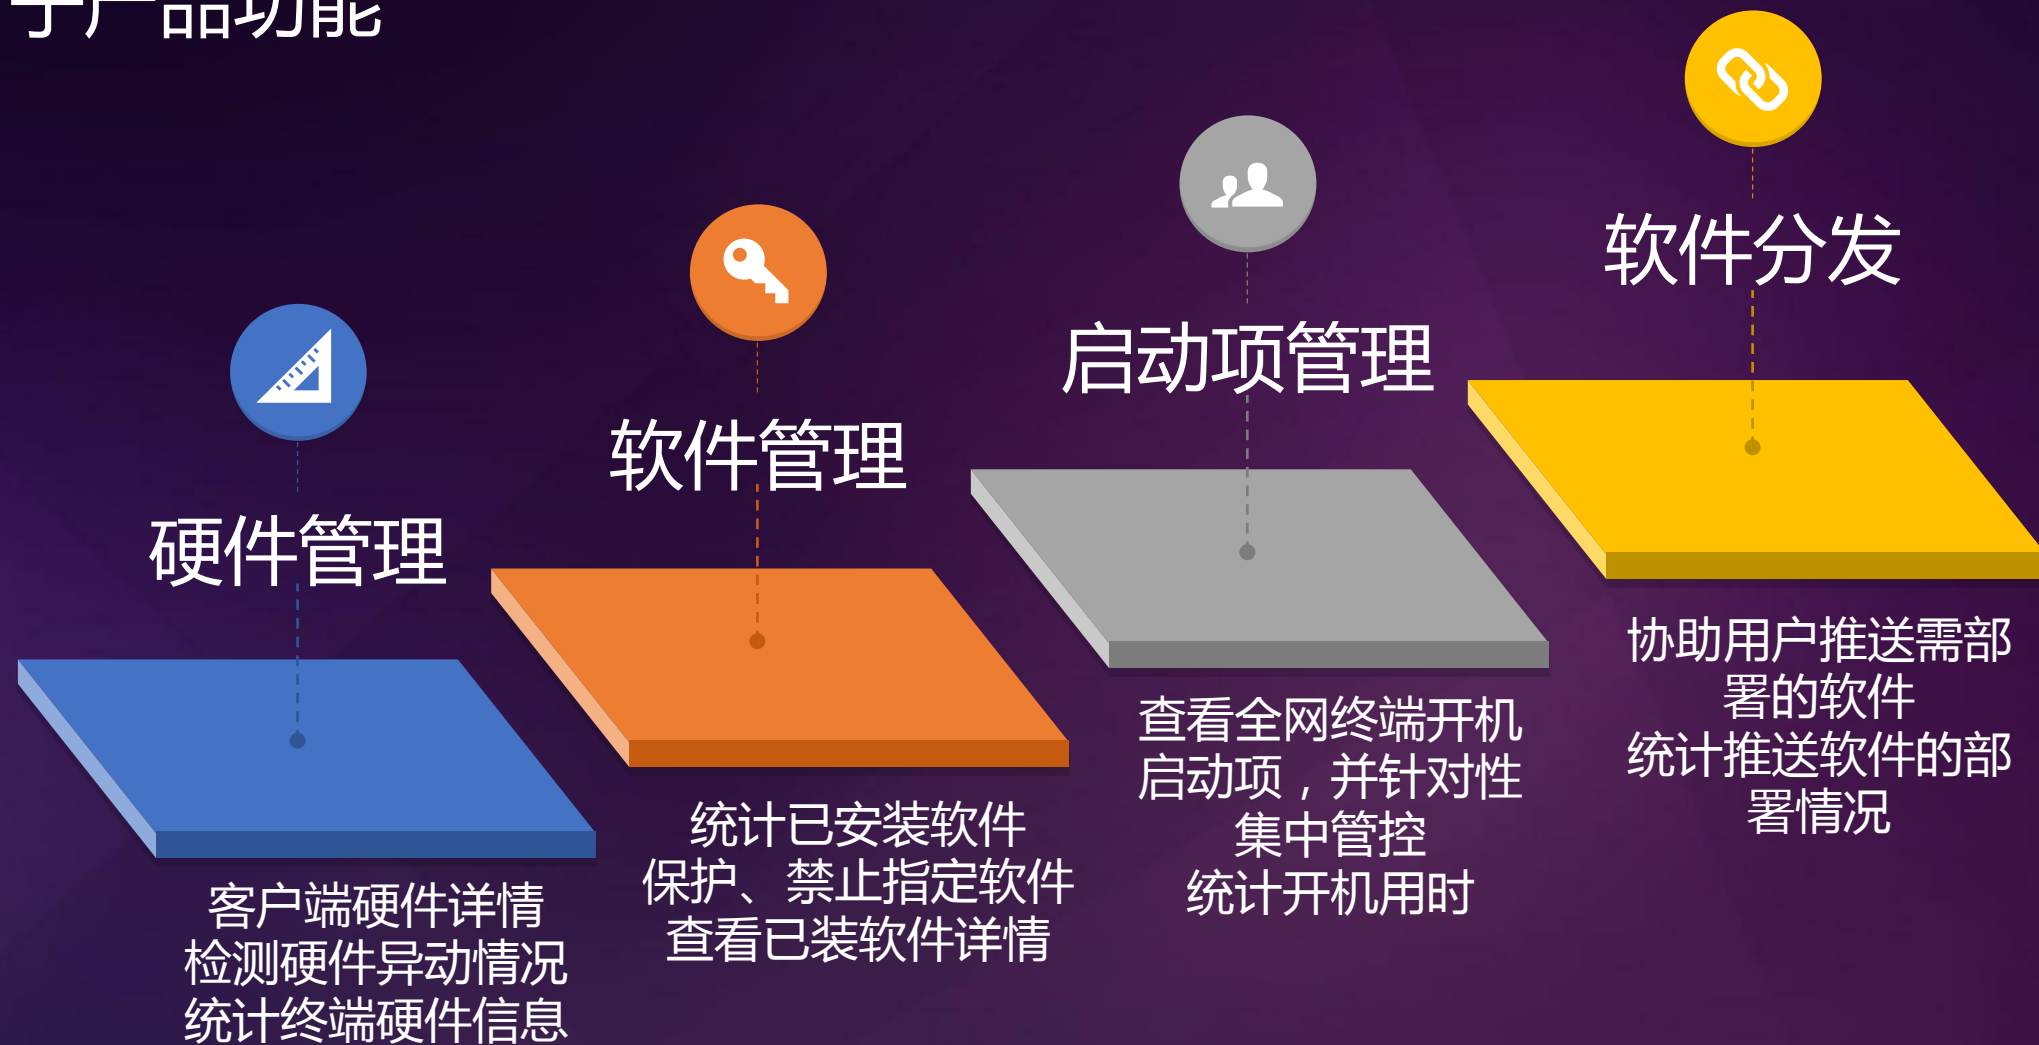 于产品功能
硬件管理
客户端硬件详情
检测硬件异动情况
统计终端硬件信息
软件管理
统计已安装软件
保护、禁止指定软件
查看已装软件详情
启动项管理
查看全网终端开机
启动项，并针对性
集中管控
统计开机用时
软件分发
协助用户推送需部
署的软件
统计推送软件的部
署情况